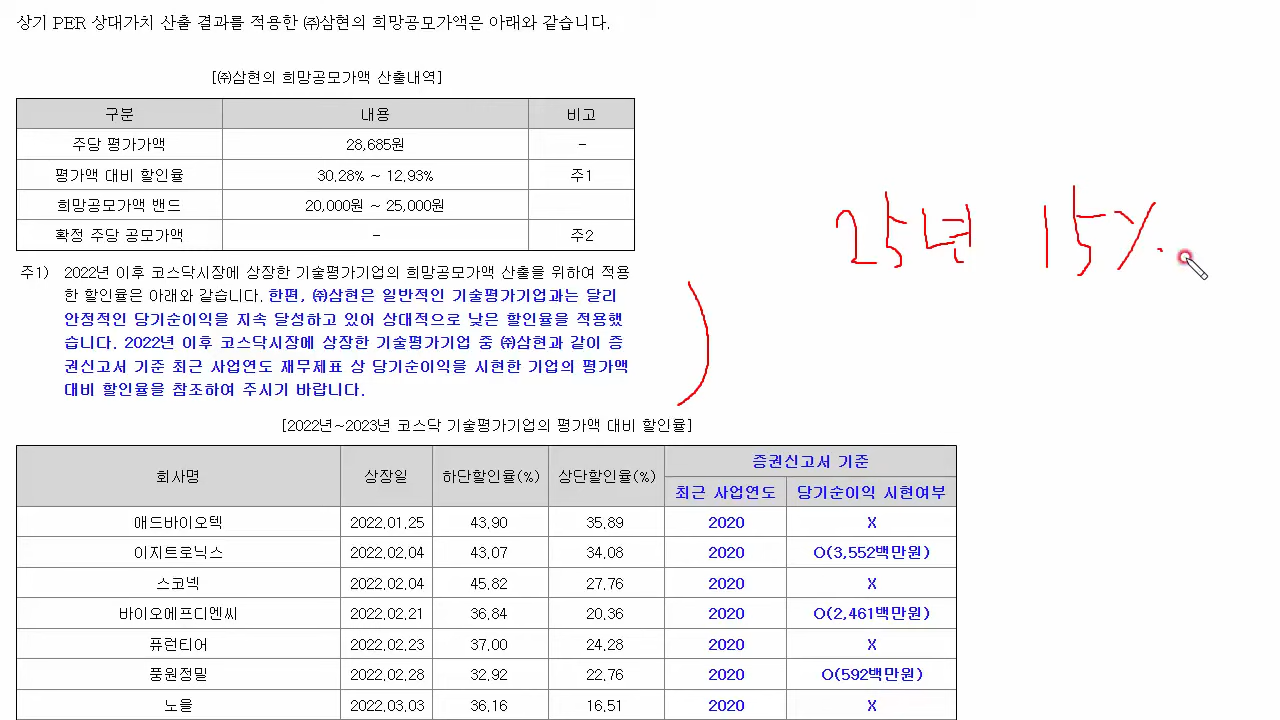 상기 PER 상대가치 산출 결과를 적용한 ㈜삼현의 희망공모가액은 아래와 같습니다.
[㈜삼현의 희망공모가액 산출내역]
구분 내용 비고
주당 평가가액 28,685원 -
평가액 대비 할인율 30.28% ~ 12.93% 주1
희망공모가액 밴드 20,000원 ~ 25,000원
확정 주당 공모가액 - 주2
25년 15%.
주1) 2022년 이후 코스닥시장에 상장한 기술평가기업의 희망공모가액 산출을 위하여 적용
한 할인율은 아래와 같습니다. 한편, ㈜삼현은 일반적인 기술평가기업과는 달리
안정적인 당기순이익을 지속 달성하고 있어 상대적으로 낮은 할인율을 적용했
습니다. 2022년 이후 코스닥시장에 상장한 기술평가기업 중 ㈜삼현과 같이 증
권신고서 기준 최근 사업연도 재무제표 상 당기순이익을 시현한 기업의 평가액
대비 할인율을 참조하여 주시기 바랍니다.
[2022년~2023년 코스닥 기술평가기업의 평가액 대비 할인율]
회사명 상장일 하단할인율(%) 상단할인율(%) 증권신고서 기준
최근 사업연도 당기순이익 시현여부
애드바이오텍 2022.01.25 43.90 35.89 2020 X
이지트로닉스 2022.02.04 43.07 34.08 2020 O(3,552백만원)
스코넥 2022.02.04 45.82 27.76 2020 X
바이오에프디엔씨 2022.02.21 36.84 20.36 2020 O(2,461백만원)
퓨런티어 2022.02.23 37.00 24.28 2020 X
풍원정밀 2022.02.28 32.92 22.76 2020 O(592백만원)
노을 2022.03.03 36.16 16.51 2020 X